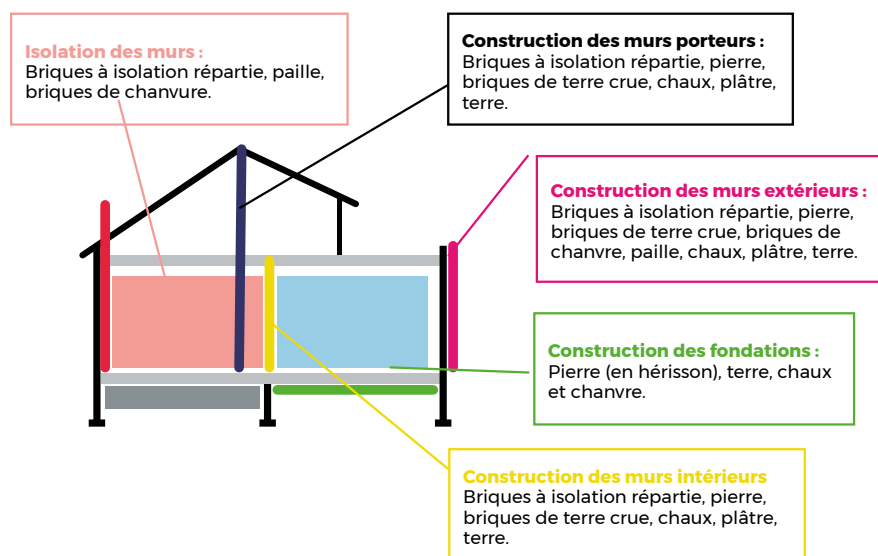 Isolation des murs :
Briques à isolation répartie, paille,
briques de chanvure.
Construction des murs porteurs :
Briques à isolation répartie, pierre,
briques de terre crue, chaux, plâtre,
terre.
Construction des murs extérieurs :
Briques à isolation répartie, pierre,
briques de terre crue, briques de
chanvre, paille, chaux, plâtre, terre.
Construction des fondations :
Pierre (en hérisson), terre, chaux
et chanvre.
Construction des murs intérieurs
Briques à isolation répartie, pierre,
briques de terre crue, chaux, plâtre,
terre.